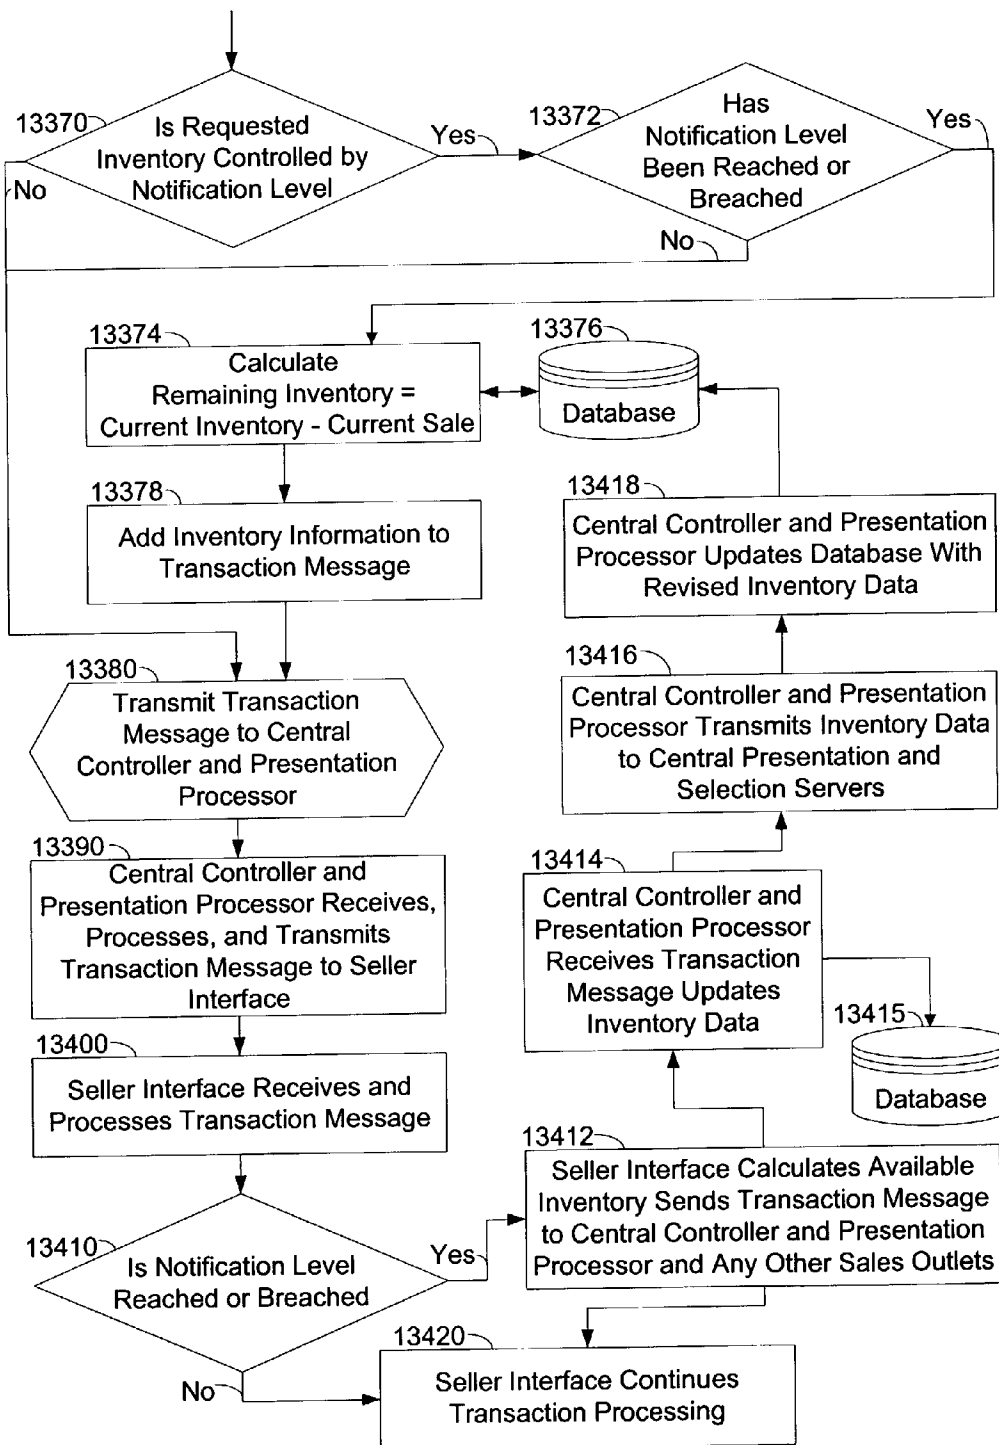 13370
Is Requested
Inventory Controlled by
Notification Level
Yes
No
13372
Has
Notification Level
Been Reached or
Breached
Yes
No
13374
Calculate
Remaining Inventory =
Current Inventory - Current Sale
13376
Database
13378
Add Inventory Information to
Transaction Message
13380
Transmit Transaction
Message to Central
Controller and Presentation
Processor
13390
Central Controller and
Presentation Processor Receives,
Processes, and Transmits
Transaction Message to Seller
Interface
13400
Seller Interface Receives and
Processes Transaction Message
13410
Is Notification Level
Reached or Breached
Yes
No
13412
Seller Interface Calculates Available
Inventory Sends Transaction Message
to Central Controller and Presentation
Processor and Any Other Sales Outlets
13414
Central Controller and
Presentation Processor
Receives Transaction
Message Updates
Inventory Data
13415
Database
13416
Central Controller and Presentation
Processor Transmits Inventory Data
to Central Presentation and
Selection Servers
13418
Central Controller and Presentation
Processor Updates Database With
Revised Inventory Data
13420
Seller Interface Continues
Transaction Processing